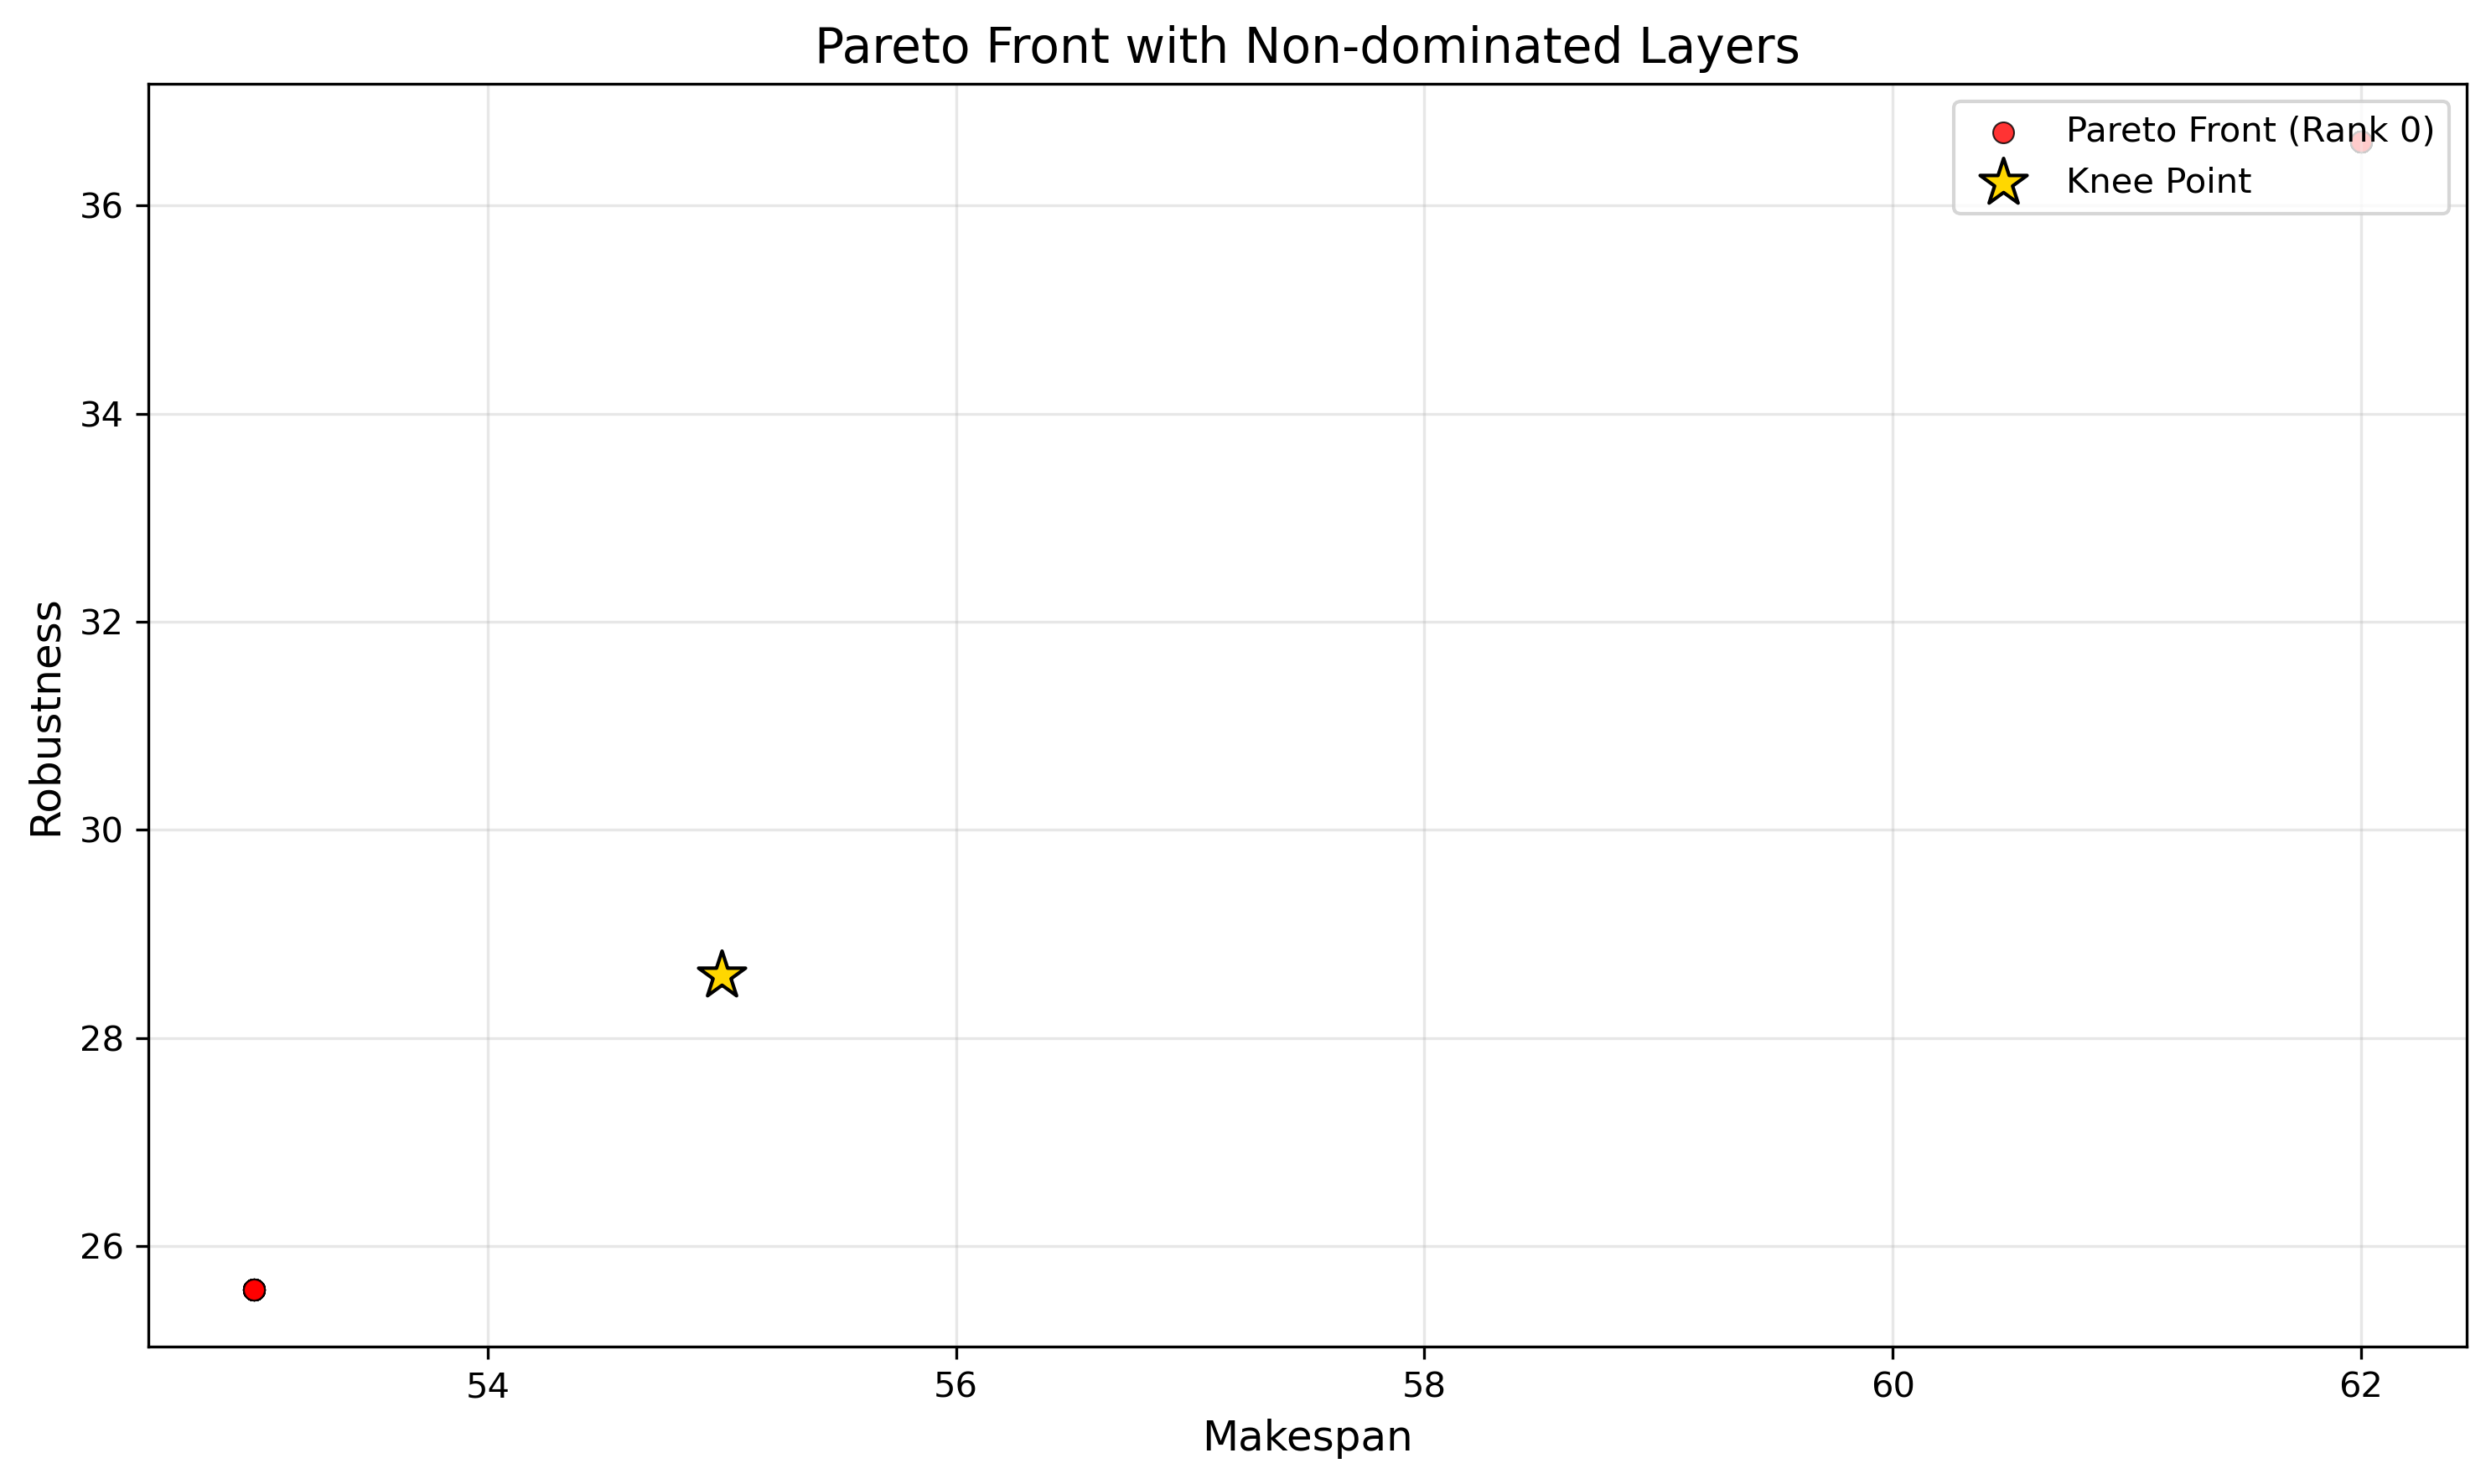 Pareto Front with Non-dominated Layers
Pareto Front (Rank 0)
Knee Point
36
34
32
30
28
26
Robustness
54 56 58 60 62
Makespan